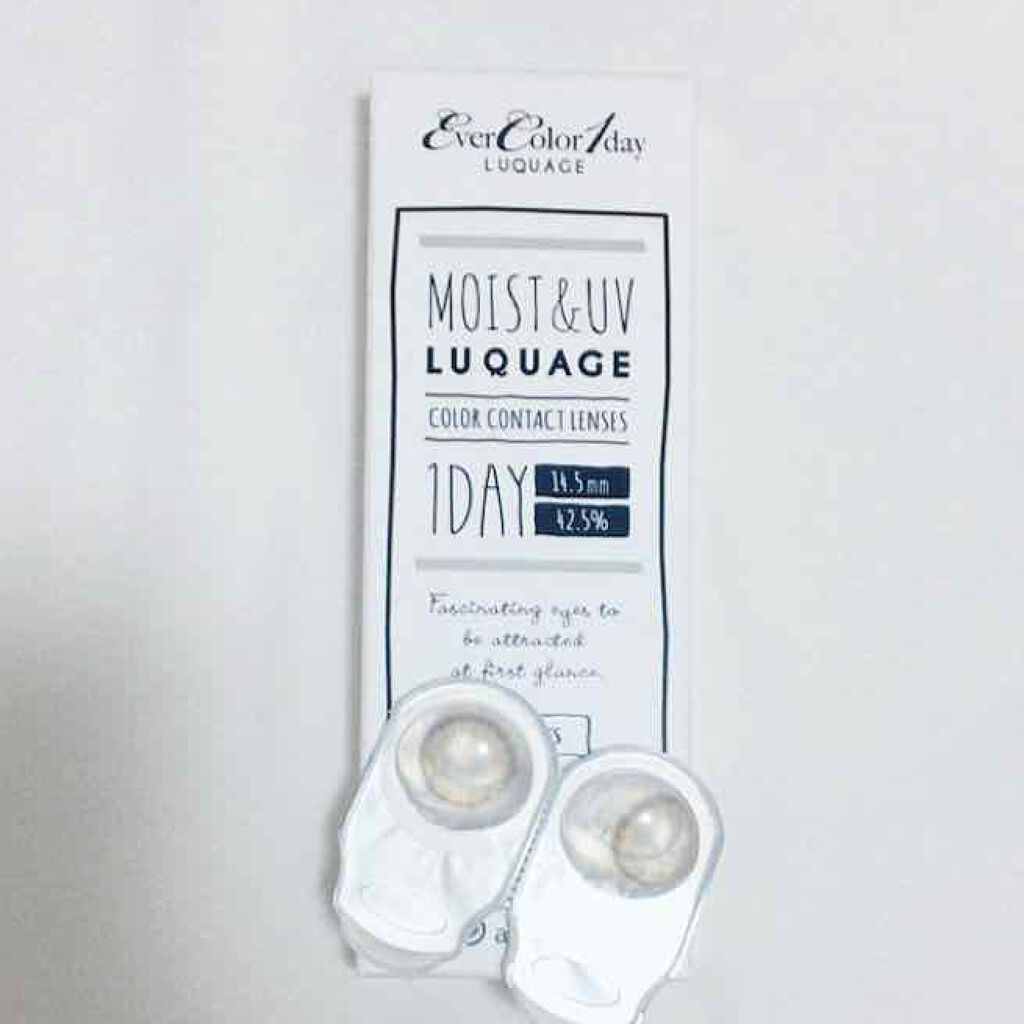 EverColor1day
LUQUAGE
MOIST&UV
LUQUAGE
COLOR CONTACT LENSES
1DAY
14.5mm
42.5%
Fascinating eyes to
be attracted
at first glance.